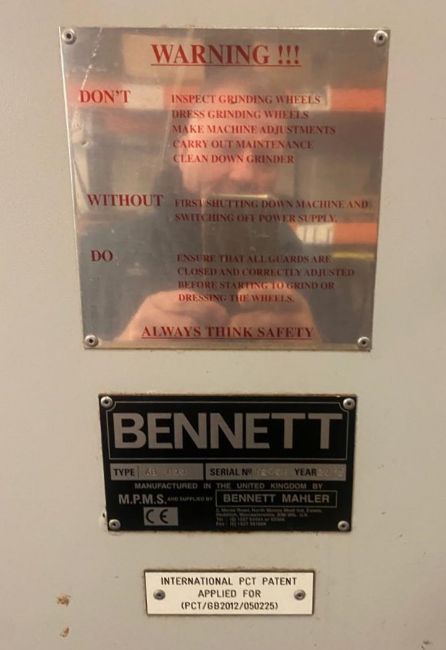 WARNING !!!
DON'T INSPECT GRINDING WHEELS
DRESS GRINDING WHEELS
MAKE MACHINE ADJUSTMENTS
CARRY OUT MAINTENANCE
CLEAN DOWN GRINDER
WITHOUT FIRST SHUTTING DOWN MACHINE AND
SWITCHING OFF POWER SUPPLY.
DO ENSURE THAT ALL GUARDS ARE
CLOSED AND CORRECTLY ADJUSTED
BEFORE STARTING TO GRIND OR
DRESSING THE WHEELS.
ALWAYS THINK SAFETY
BENNETT
TYPE SERIAL Nº YEAR
MANUFACTURED IN THE UNITED KINGDOM BY
M.P.M.S. AND SUPPLIED BY BENNETT MAHLER
CE
INTERNATIONAL PCT PATENT
APPLIED FOR
(PCT/GB2012/050225)